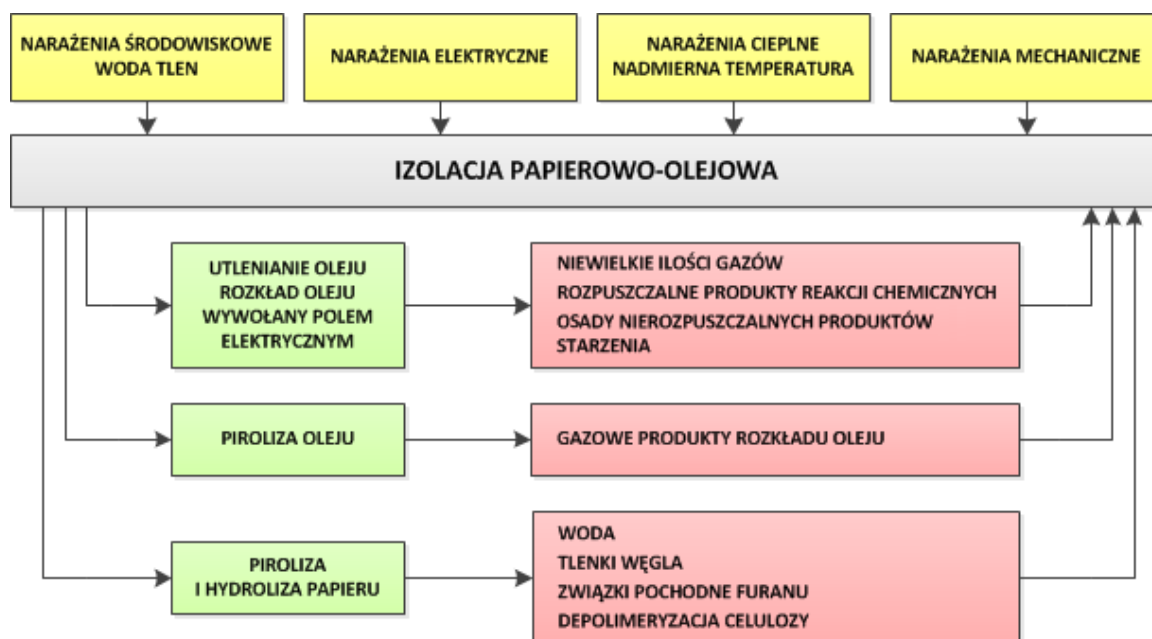 NARAŻENIA ŚRODOWISKOWE
WODA TLEN
NARAŻENIA ELEKTRYCZNE
NARAŻENIA CIEPLNE
NADMIERNA TEMPERATURA
NARAŻENIA MECHANICZNE
IZOLACJA PAPIEROWO-OLEJOWA
UTLENIANIE OLEJU
ROZKŁAD OLEJU
WYWOŁANY POLEM
ELEKTRYCZNYM
NIEWIELKIE ILOŚCI GAZÓW
ROZPUSZCZALNE PRODUKTY REAKCJI CHEMICZNYCH
OSADY NIEROZPUSZCZALNYCH PRODUKTÓW
STARZENIA
PIROLIZA OLEJU
GAZOWE PRODUKTY ROZKŁADU OLEJU
PIROLIZA
I HYDROLIZA PAPIERU
WODA
TLENKI WĘGLA
ZWIĄZKI POCHODNE FURANU
DEPOLIMERYZACJA CELULOZY